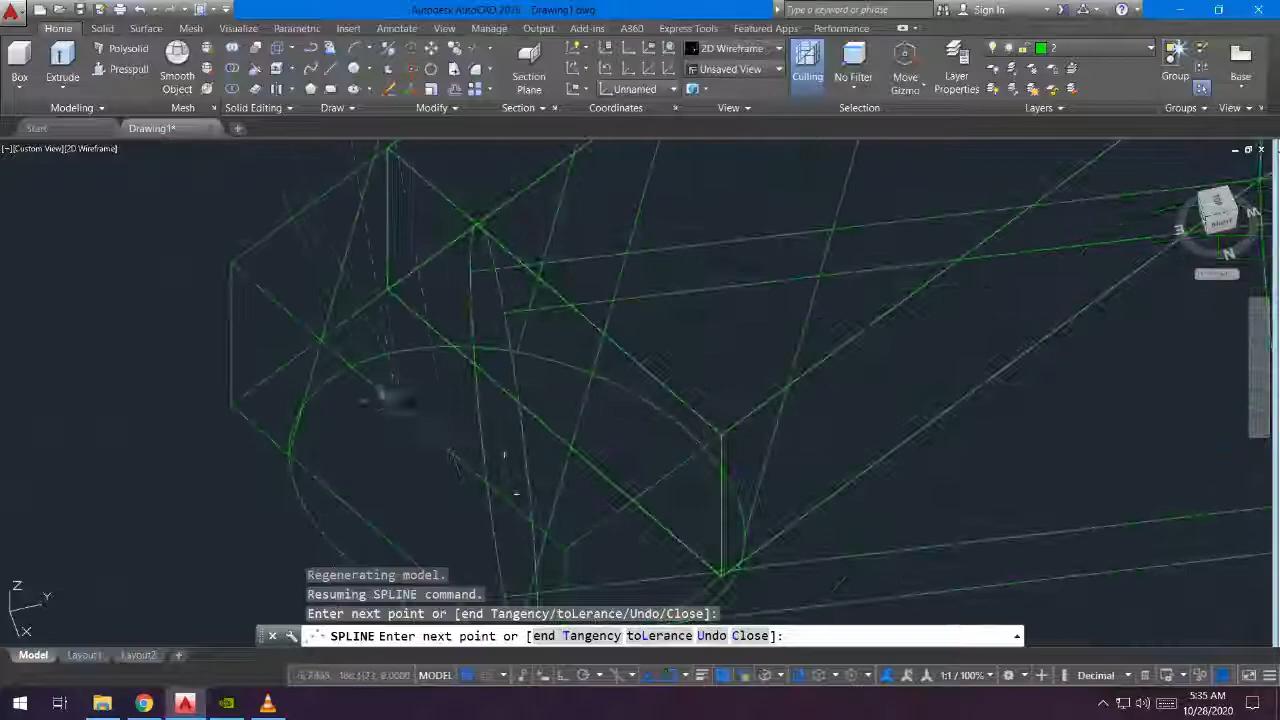 Autodesk AutoCAD 2016 Drawing1.dwg
Type a keyword or phrase
Sign In
Home Solid Surface Mesh Visualize Parametric Insert Annotate View Manage Output Add-ins A360 Express Tools Featured Apps Performance
Box
Extrude
Polysolid
Presspull
Smooth Object
Section Plane
Unnamed
2D Wireframe
Unsaved View
Culling
No Filter
Move Gizmo
Layer Properties
2
Group
Base
Modeling Mesh Solid Editing Draw Modify Section Coordinates View Selection Layers Groups View
Start Drawing1* +
[−][Custom View][2D Wireframe]
E
N
W
Z
Y
X
Regenerating model.
Resuming SPLINE command.
Enter next point or [end Tangency/toLerance/Undo/Close]:
SPLINE Enter next point or [end Tangency toLerance Undo Close]:
Model Layout1 Layout2 +
MODEL
1:1 / 100%
Decimal
5:35 AM
10/28/2020